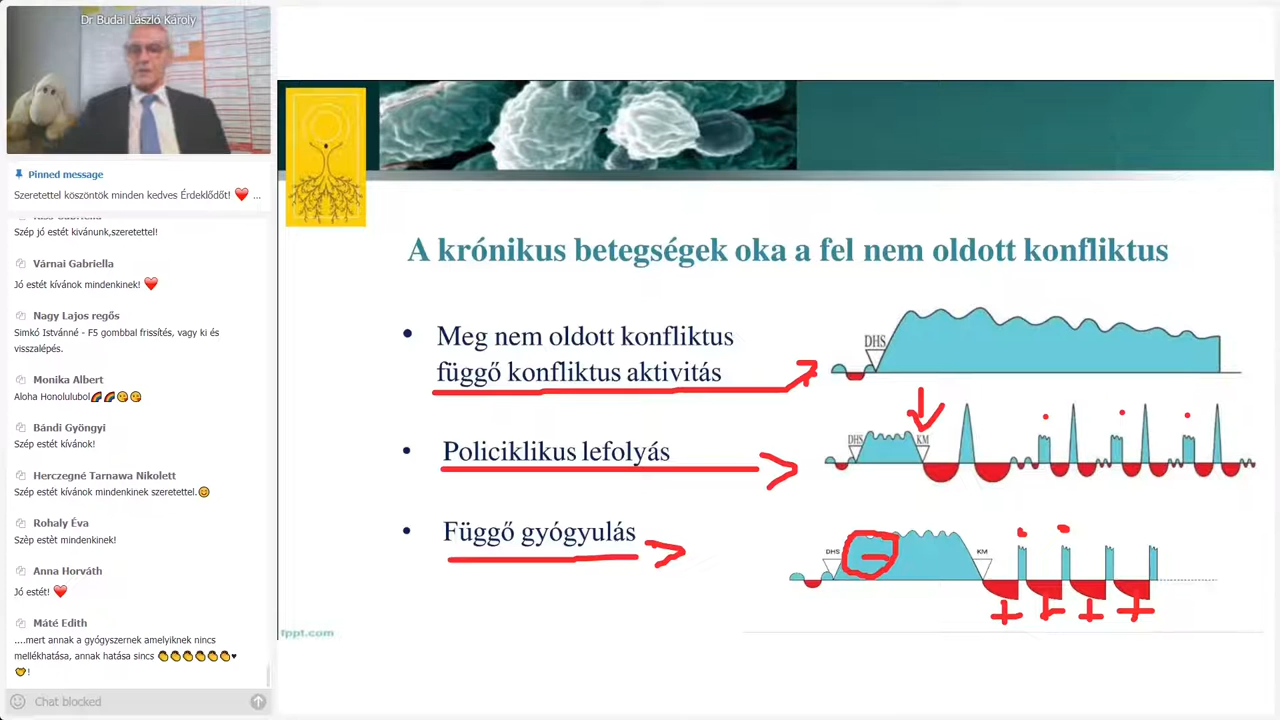 Dr Budai László Károly
Pinned message
Szeretettel köszöntök minden kedves Érdeklődőt! ❤️ ...
Szép jó estét kivánunk,szeretettel!
Várnai Gabriella
Jó estét kívánok mindenkinek! ❤️
Nagy Lajos regős
Simkó Istvánné - F5 gombbal frissítés, vagy ki és
visszalépés.
Monika Albert
Aloha Honolulubol🌈🌈😘😘
Bándi Gyöngyi
Szép estét kívánok!
Herczegné Tarnawa Nikolett
Szép estét kívánok mindenkinek szeretettel.😊
Rohaly Éva
Szèp estèt mindenkinek!
Anna Horváth
Jó estét! ❤️
Máté Edith
....mert annak a gyógyszernek amelyiknek nincs
mellékhatása, annak hatása sincs 👏👏👏👏👏👏♥
!
Chat blocked
A krónikus betegségek oka a fel nem oldott konfliktus
• Meg nem oldott konfliktus
függő konfliktus aktivitás
DHS
• Policiklikus lefolyás
DHS KM
• Függő gyógyulás
DHS KM
fppt.com